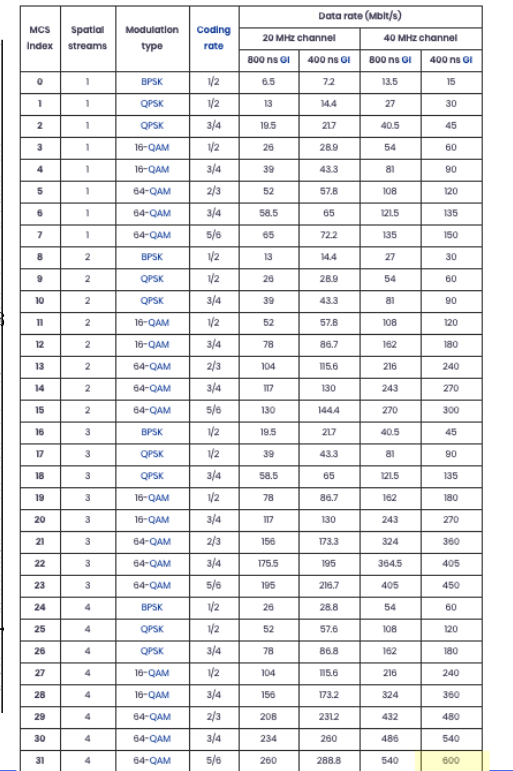 Data rate (Mbit/s)
MCS Spatial Modulation Coding
index streams type rate
20 MHz channel 40 MHz channel
800 ns GI 400 ns GI 800 ns GI 400 ns GI
0 1 BPSK 1/2 6.5 7.2 13.5 15
1 1 QPSK 1/2 13 14.4 27 30
2 1 QPSK 3/4 19.5 21.7 40.5 45
3 1 16-QAM 1/2 26 28.9 54 60
4 1 16-QAM 3/4 39 43.3 81 90
5 1 64-QAM 2/3 52 57.8 108 120
6 1 64-QAM 3/4 58.5 65 121.5 135
7 1 64-QAM 5/6 65 72.2 135 150
8 2 BPSK 1/2 13 14.4 27 30
9 2 QPSK 1/2 26 28.9 54 60
10 2 QPSK 3/4 39 43.3 81 90
11 2 16-QAM 1/2 52 57.8 108 120
12 2 16-QAM 3/4 78 86.7 162 180
13 2 64-QAM 2/3 104 115.6 216 240
14 2 64-QAM 3/4 117 130 243 270
15 2 64-QAM 5/6 130 144.4 270 300
16 3 BPSK 1/2 19.5 21.7 40.5 45
17 3 QPSK 1/2 39 43.3 81 90
18 3 QPSK 3/4 58.5 65 121.5 135
19 3 16-QAM 1/2 78 86.7 162 180
20 3 16-QAM 3/4 117 130 243 270
21 3 64-QAM 2/3 156 173.3 324 360
22 3 64-QAM 3/4 175.5 195 364.5 405
23 3 64-QAM 5/6 195 216.7 405 450
24 4 BPSK 1/2 26 28.8 54 60
25 4 QPSK 1/2 52 57.6 108 120
26 4 QPSK 3/4 78 86.8 162 180
27 4 16-QAM 1/2 104 115.6 216 240
28 4 16-QAM 3/4 156 173.2 324 360
29 4 64-QAM 2/3 208 231.2 432 480
30 4 64-QAM 3/4 234 260 486 540
31 4 64-QAM 5/6 260 288.8 540 600